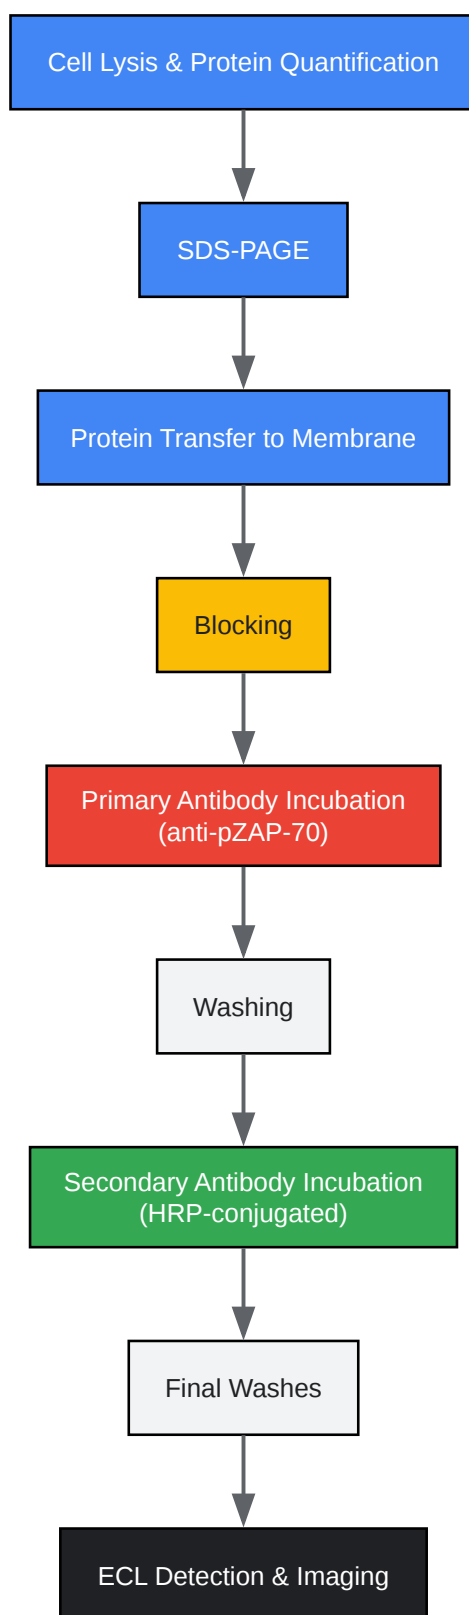 Cell Lysis & Protein Quantification
SDS-PAGE
Protein Transfer to Membrane
Blocking
Primary Antibody Incubation
(anti-pZAP-70)
Washing
Secondary Antibody Incubation
(HRP-conjugated)
Final Washes
ECL Detection & Imaging